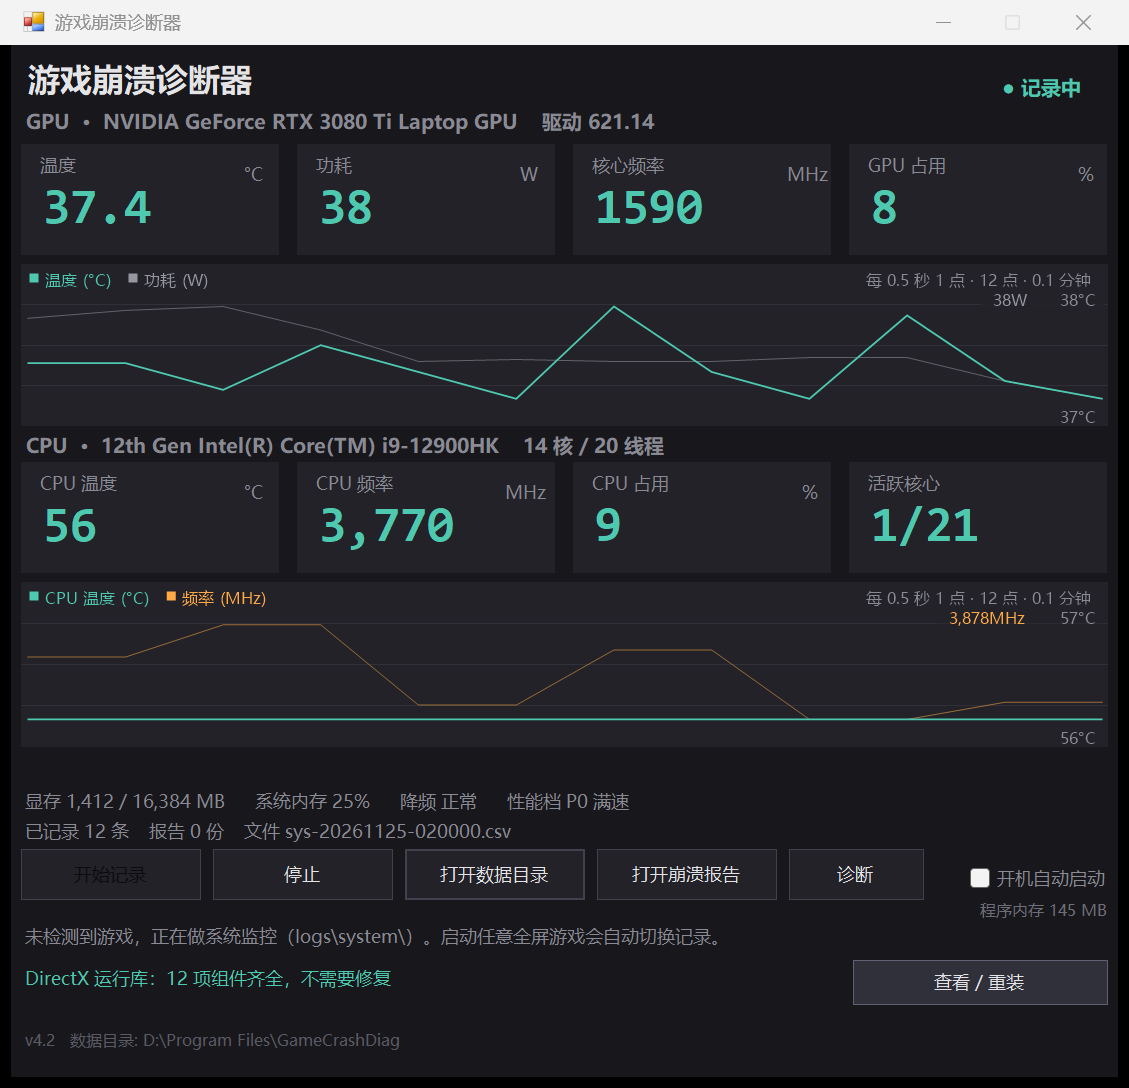 游戏崩溃诊断器
游戏崩溃诊断器
● 记录中
GPU • NVIDIA GeForce RTX 3080 Ti Laptop GPU 驱动 621.14
温度 °C
37.4
功耗 W
38
核心频率 MHz
1590
GPU 占用 %
8
温度 (°C) 功耗 (W) 每 0.5 秒 1 点 · 12 点 · 0.1 分钟
38W 38°C
37°C
CPU • 12th Gen Intel(R) Core(TM) i9-12900HK 14 核 / 20 线程
CPU 温度 °C
56
CPU 频率 MHz
3,770
CPU 占用 %
9
活跃核心
1/21
CPU 温度 (°C) 频率 (MHz) 每 0.5 秒 1 点 · 12 点 · 0.1 分钟
3,878MHz 57°C
56°C
显存 1,412 / 16,384 MB 系统内存 25% 降频 正常 性能档 P0 满速
已记录 12 条 报告 0 份 文件 sys-20261125-020000.csv
开始记录 停止 打开数据目录 打开崩溃报告 诊断 开机自动启动
程序内存 145 MB
未检测到游戏，正在做系统监控（logs\system\）。启动任意全屏游戏会自动切换记录。
DirectX 运行库：12 项组件齐全，不需要修复 查看 / 重装
v4.2 数据目录: D:\Program Files\GameCrashDiag